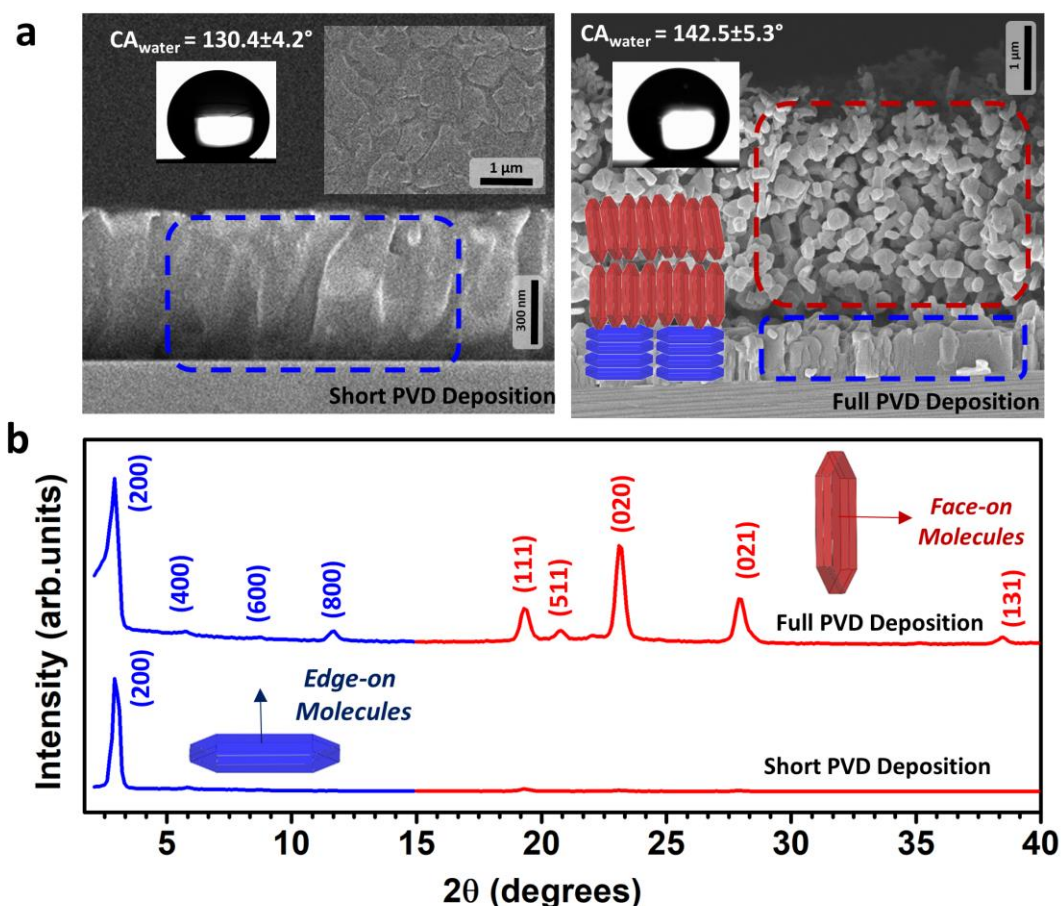 a
CAwater = 130.4±4.2°
1 µm
300 nm
Short PVD Deposition
CAwater = 142.5±5.3°
1 µm
Full PVD Deposition
b
Intensity (arb.units)
(200)
(400)
(600)
(800)
(111)
(511)
(020)
(021)
(131)
Face-on
Molecules
Full PVD Deposition
(200)
Edge-on
Molecules
Short PVD Deposition
5 10 15 20 25 30 35 40
2θ (degrees)